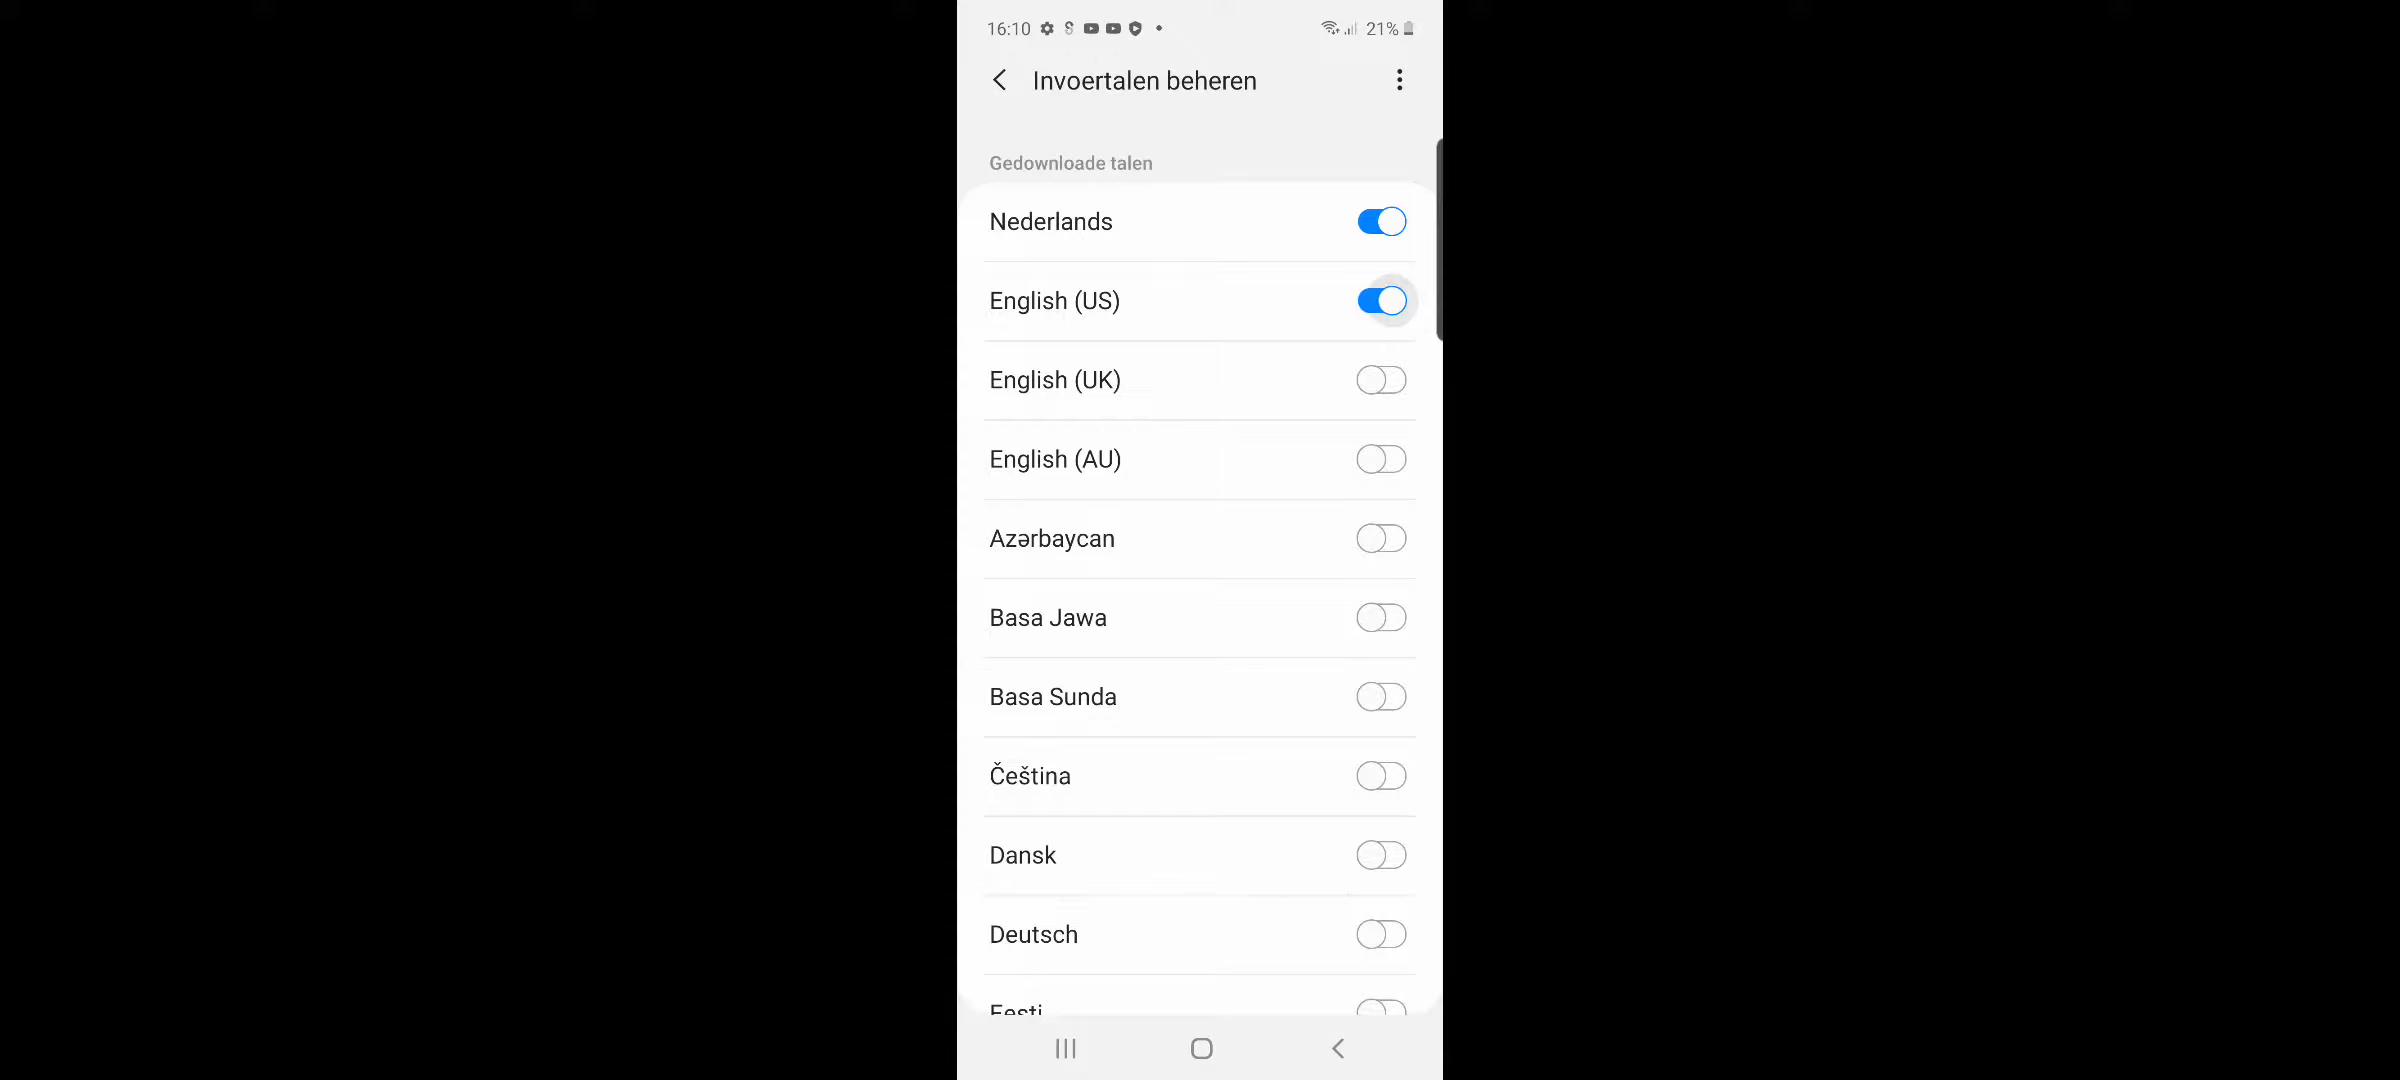 16:10 21%
Invoertalen beheren
Gedownloade talen
Nederlands
English (US)
English (UK)
English (AU)
Azərbaycan
Basa Jawa
Basa Sunda
Čeština
Dansk
Deutsch
Eesti